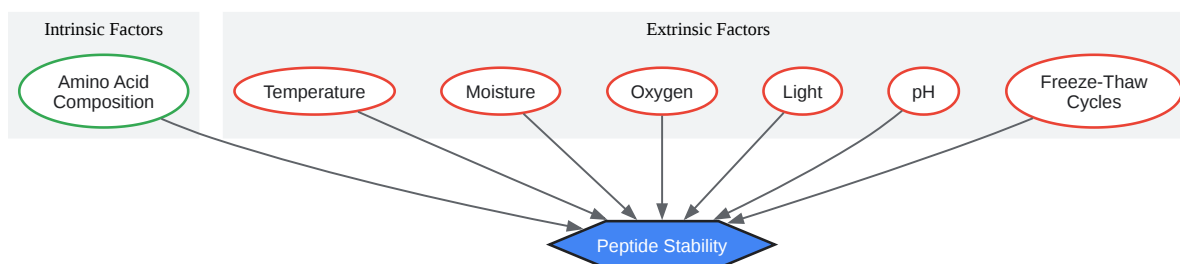 Intrinsic Factors
Extrinsic Factors
Amino Acid
Composition
Temperature
Moisture
Oxygen
Light
pH
Freeze-Thaw
Cycles
Peptide Stability